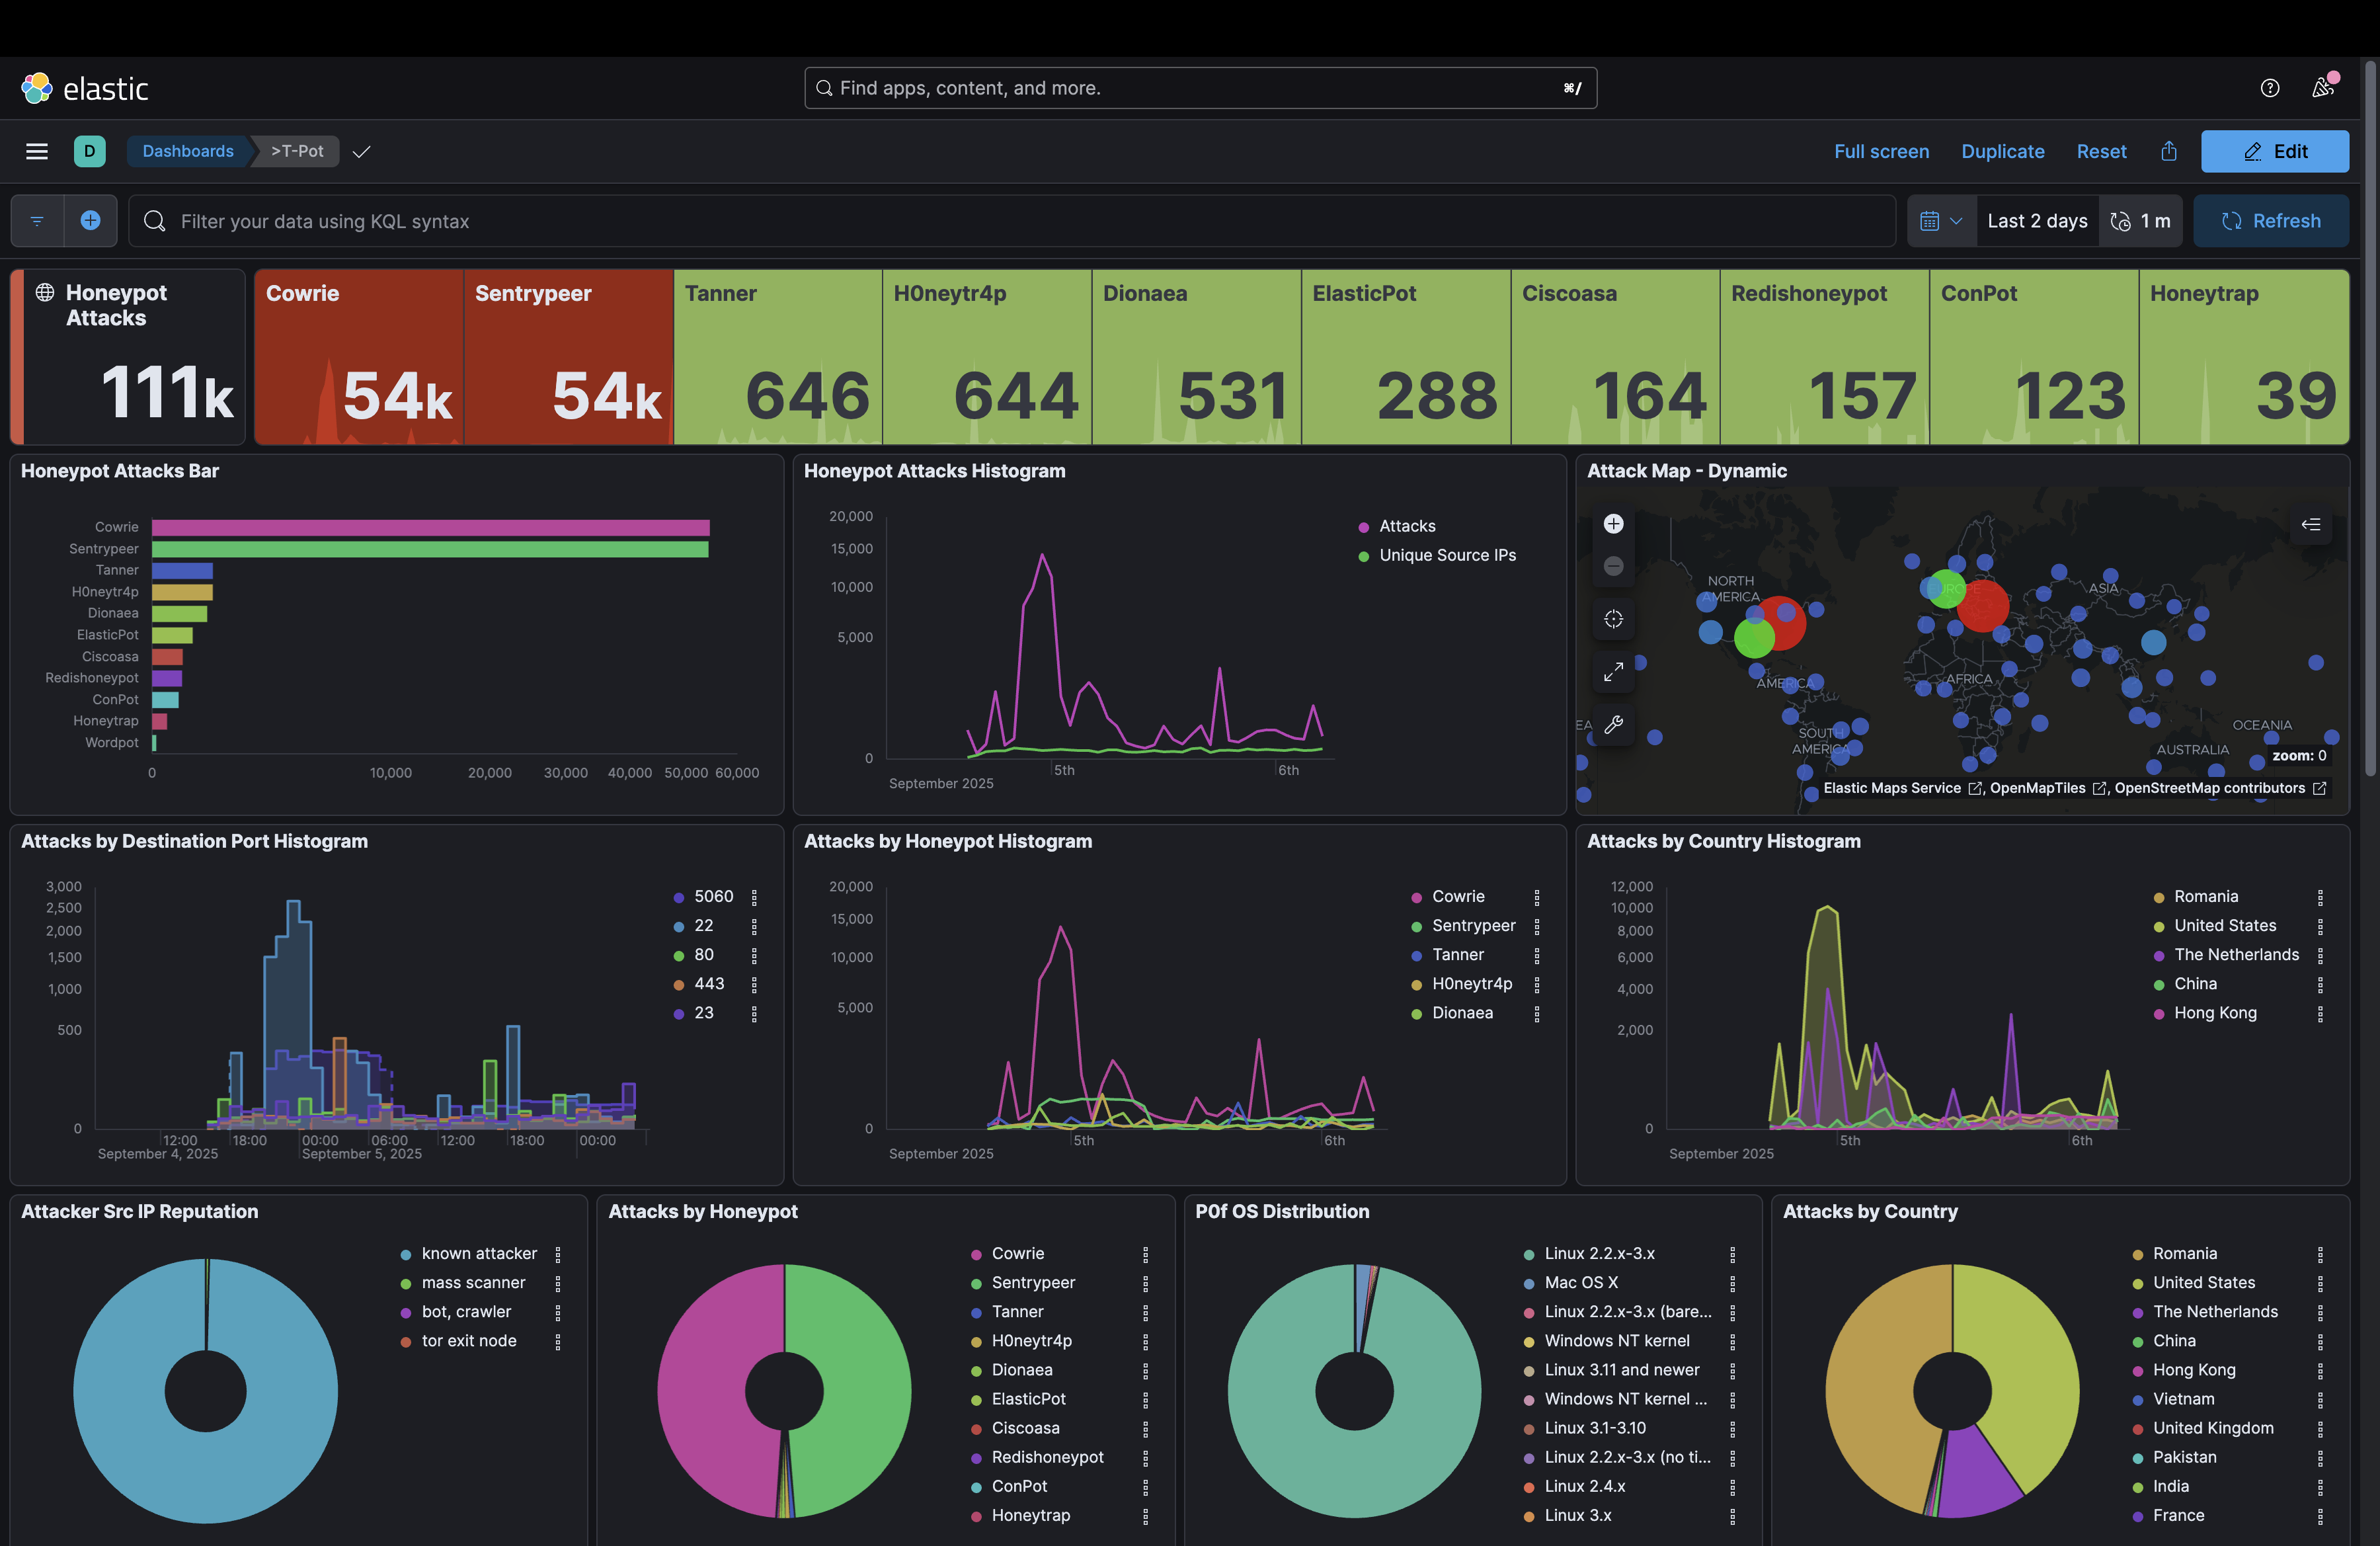 elastic
Find apps, content, and more.
⌘/
D
Dashboards
>T-Pot
Full screen
Duplicate
Reset
Edit
Filter your data using KQL syntax
Last 2 days
1 m
Refresh
Honeypot
Attacks
111k
Cowrie
54k
Sentrypeer
54k
Tanner
646
H0neytr4p
644
Dionaea
531
ElasticPot
288
Ciscoasa
164
Redishoneypot
157
ConPot
123
Honeytrap
39
Honeypot Attacks Bar
Cowrie
Sentrypeer
Tanner
H0neytr4p
Dionaea
ElasticPot
Ciscoasa
Redishoneypot
ConPot
Honeytrap
Wordpot
0 10,000 20,000 30,000 40,000 50,000 60,000
Honeypot Attacks Histogram
20,000
15,000
10,000
5,000
0
5th 6th
September 2025
Attacks
Unique Source IPs
Attack Map - Dynamic
NORTH
AMERICA
ASIA
AMERICA
AFRICA
SOUTH
AMERICA
OCEANIA
AUSTRALIA
zoom: 0
Elastic Maps Service , OpenMapTiles , OpenStreetMap contributors
Attacks by Destination Port Histogram
3,000
2,500
2,000
1,500
1,000
500
0
12:00 18:00 00:00 06:00 12:00 18:00 00:00
September 4, 2025 September 5, 2025
5060
22
80
443
23
Attacks by Honeypot Histogram
20,000
15,000
10,000
5,000
0
5th 6th
September 2025
Cowrie
Sentrypeer
Tanner
H0neytr4p
Dionaea
Attacks by Country Histogram
12,000
10,000
8,000
6,000
4,000
2,000
0
5th 6th
September 2025
Romania
United States
The Netherlands
China
Hong Kong
Attacker Src IP Reputation
known attacker
mass scanner
bot, crawler
tor exit node
Attacks by Honeypot
Cowrie
Sentrypeer
Tanner
H0neytr4p
Dionaea
ElasticPot
Ciscoasa
Redishoneypot
ConPot
Honeytrap
P0f OS Distribution
Linux 2.2.x-3.x
Mac OS X
Linux 2.2.x-3.x (bare...
Windows NT kernel
Linux 3.11 and newer
Windows NT kernel ...
Linux 3.1-3.10
Linux 2.2.x-3.x (no ti...
Linux 2.4.x
Linux 3.x
Attacks by Country
Romania
United States
The Netherlands
China
Hong Kong
Vietnam
United Kingdom
Pakistan
India
France